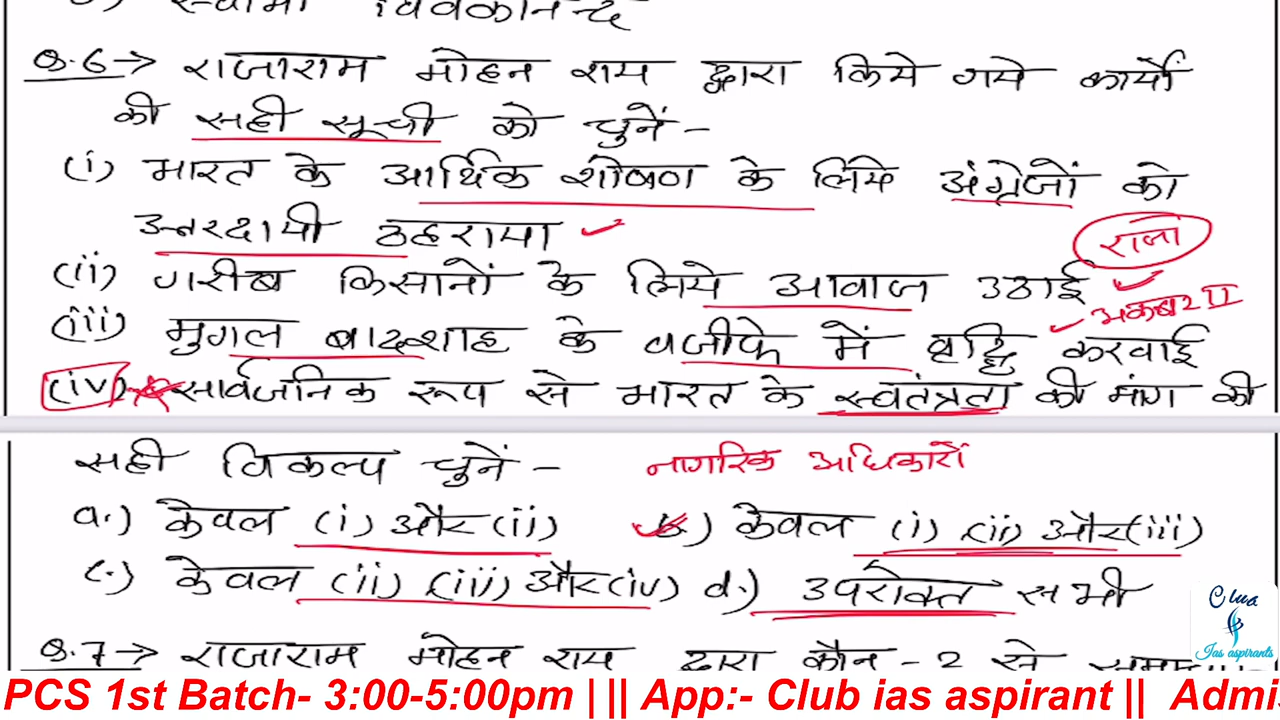 स्वामी विवेकानन्द
Q.6→ राजाराम मोहन राय द्वारा किये गये कार्यों
की सही सूची को चुनें -
(i) भारत के आर्थिक शोषण के लिये अंग्रेजों को
उत्तरदायी ठहराया
राजा
(ii) गरीब किसानों के लिये आवाज उठाई
अकबर II
(iii) मुगल बादशाह के वजीफे में वृद्धि करवाई
(iv) सार्वजनिक रूप से भारत के स्वतंत्रता की मांग की
सही विकल्प चुनें - नागरिक अधिकारों
a.) केवल (i) और (ii) b.) केवल (i) (ii) और (iii)
c.) केवल (ii) (iii) और (iv) d.) उपरोक्त सभी
Club
Ias aspirants
Q.7→ राजाराम मोहन राय द्वारा कौन-2 से
PCS 1st Batch- 3:00-5:00pm | || App:- Club ias aspirant || Admis